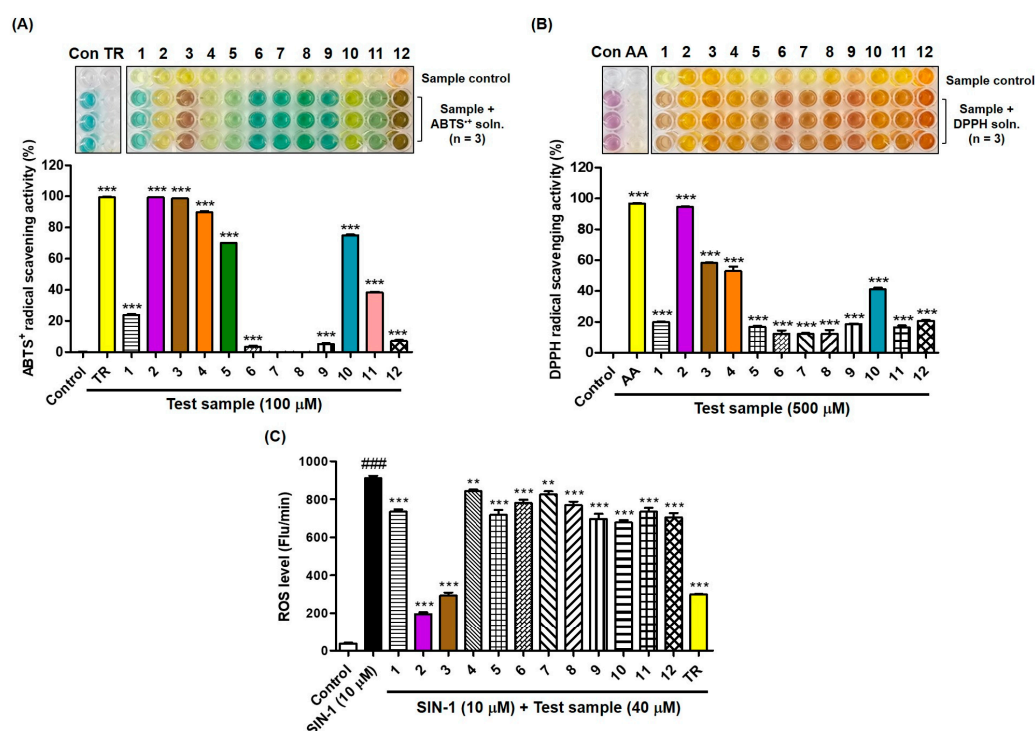 (A)
Con TR 1 2 3 4 5 6 7 8 9 10 11 12
Sample control
Sample +
ABTS•+ soln.
(n = 3)
ABTS+ radical scavening activity (%)
120
100
80
60
40
20
0
*** *** *** *** *** *** *** *** *** *** ***
Control TR 1 2 3 4 5 6 7 8 9 10 11 12
Test sample (100 μM)
(B)
Con AA 1 2 3 4 5 6 7 8 9 10 11 12
Sample control
Sample +
DPPH soln.
(n = 3)
DPPH radical scavenging activity (%)
120
100
80
60
40
20
0
*** *** *** *** *** *** *** *** *** *** *** *** ***
Control AA 1 2 3 4 5 6 7 8 9 10 11 12
Test sample (500 μM)
(C)
ROS level (Flu/min)
1000
800
600
400
200
0
### *** *** *** ** *** *** ** *** *** *** *** *** ***
Control SIN-1 (10 μM) 1 2 3 4 5 6 7 8 9 10 11 12 TR
SIN-1 (10 μM) + Test sample (40 μM)